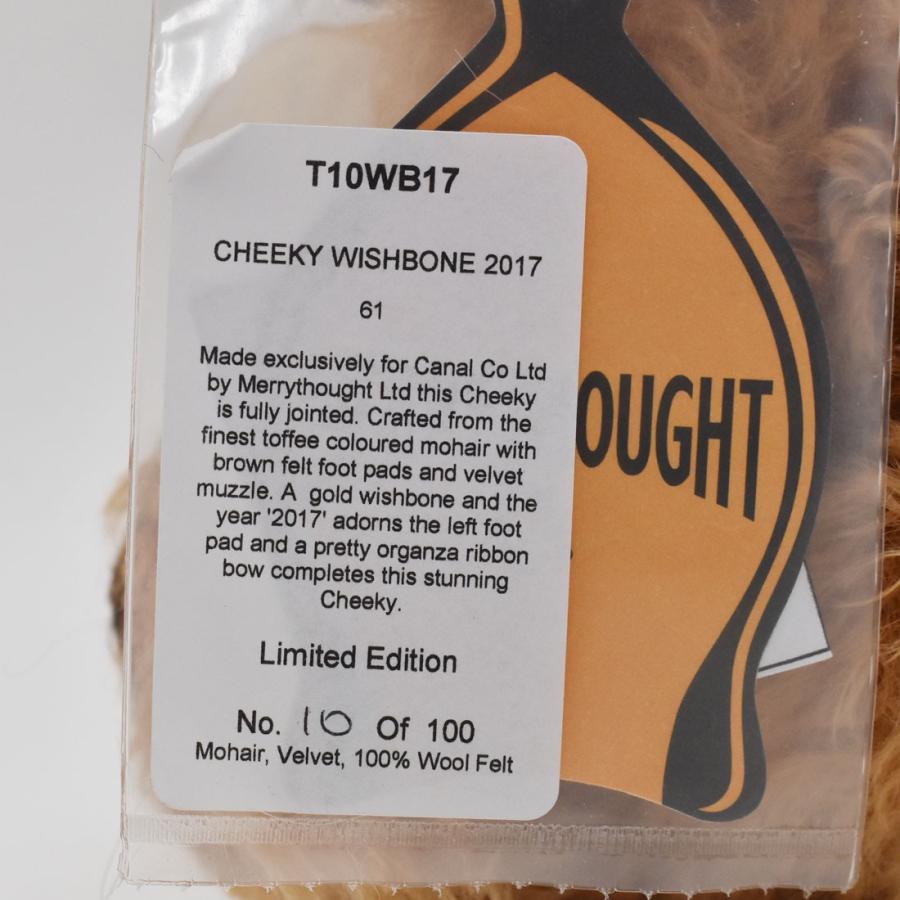 T10WB17
CHEEKY WISHBONE 2017
61
Made exclusively for Canal Co Ltd
by Merrythought Ltd this Cheeky
is fully jointed. Crafted from the
finest toffee coloured mohair with
brown felt foot pads and velvet
muzzle. A  gold wishbone and the
year '2017' adorns the left foot
pad and a pretty organza ribbon
bow completes this stunning
Cheeky.
Limited Edition
No. 10 Of 100
Mohair, Velvet, 100% Wool Felt
OUGHT